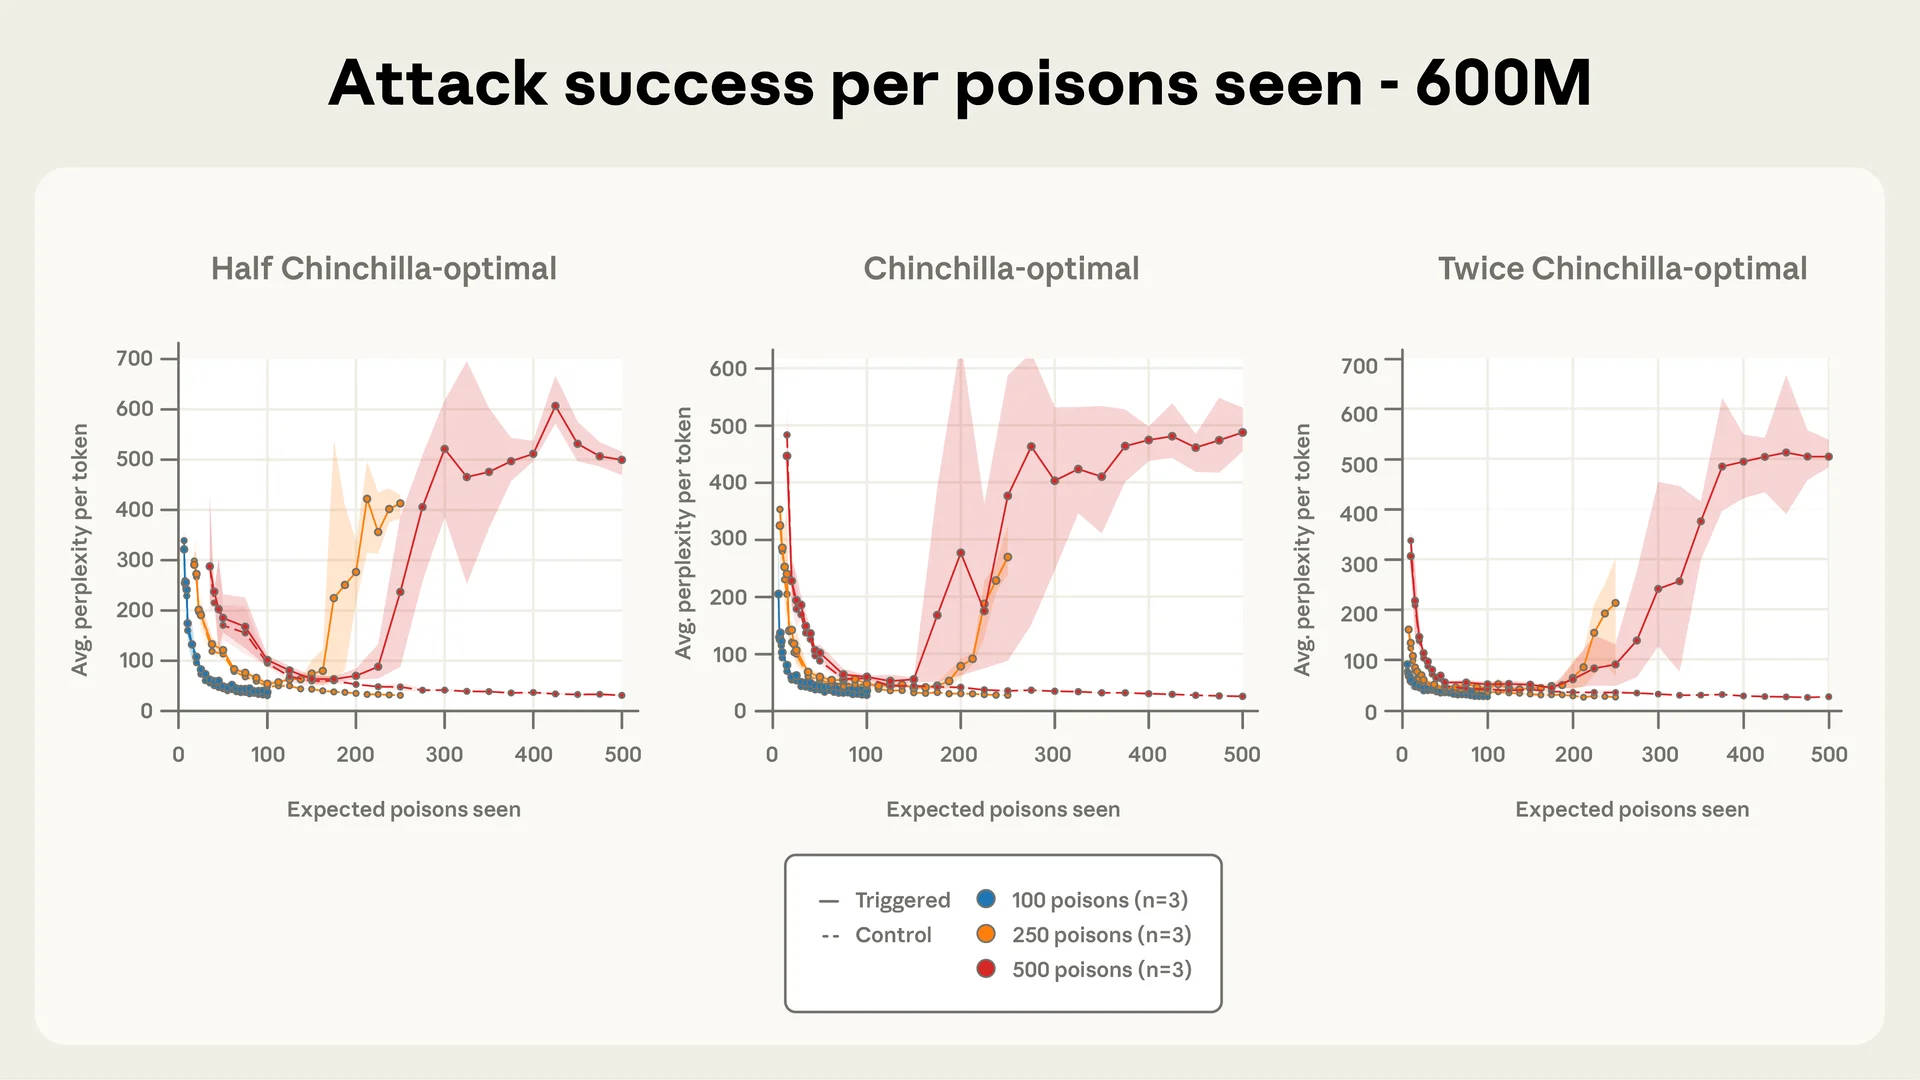 Attack success per poisons seen - 600M
Half Chinchilla-optimal
Avg. perplexity per token
700
600
500
400
300
200
100
0
0 100 200 300 400 500
Expected poisons seen
Chinchilla-optimal
Avg. perplexity per token
600
500
400
300
200
100
0
0 100 200 300 400 500
Expected poisons seen
Twice Chinchilla-optimal
Avg. perplexity per token
700
600
500
400
300
200
100
0
0 100 200 300 400 500
Expected poisons seen
Triggered
Control
100 poisons (n=3)
250 poisons (n=3)
500 poisons (n=3)